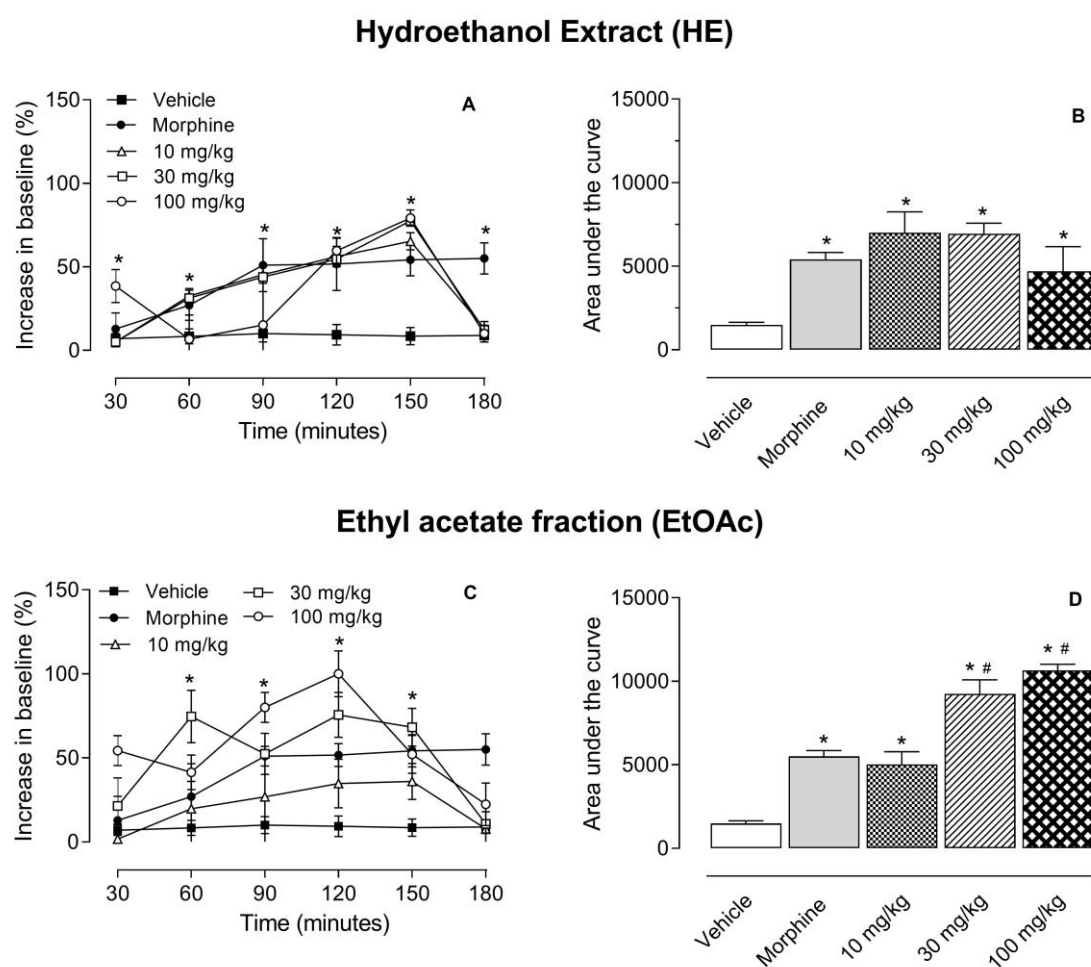 Hydroethanol Extract (HE)
A
Increase in baseline (%)
150
100
50
0
Vehicle
Morphine
10 mg/kg
30 mg/kg
100 mg/kg
*
*
*
*
*
*
30 60 90 120 150 180
Time (minutes)
B
Area under the curve
15000
10000
5000
0
*
*
*
*
Vehicle
Morphine
10 mg/kg
30 mg/kg
100 mg/kg
Ethyl acetate fraction (EtOAc)
C
Increase in baseline (%)
150
100
50
0
Vehicle
Morphine
10 mg/kg
30 mg/kg
100 mg/kg
*
*
*
*
30 60 90 120 150 180
Time (minutes)
D
Area under the curve
15000
10000
5000
0
*
*
* #
* #
Vehicle
Morphine
10 mg/kg
30 mg/kg
100 mg/kg